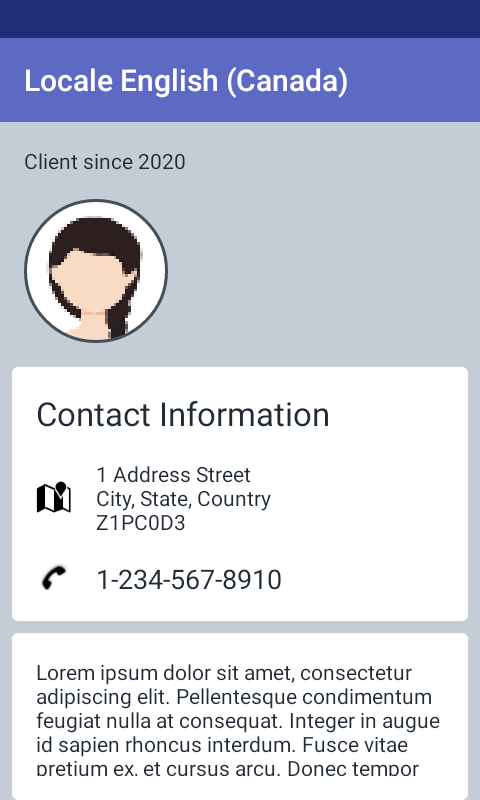 Locale English (Canada)
Client since 2020
Contact Information
1 Address Street
City, State, Country
Z1PC0D3
1-234-567-8910
Lorem ipsum dolor sit amet, consectetur
adipiscing elit. Pellentesque condimentum
feugiat nulla at consequat. Integer in augue
id sapien rhoncus interdum. Fusce vitae
pretium ex, et cursus arcu. Donec tempor